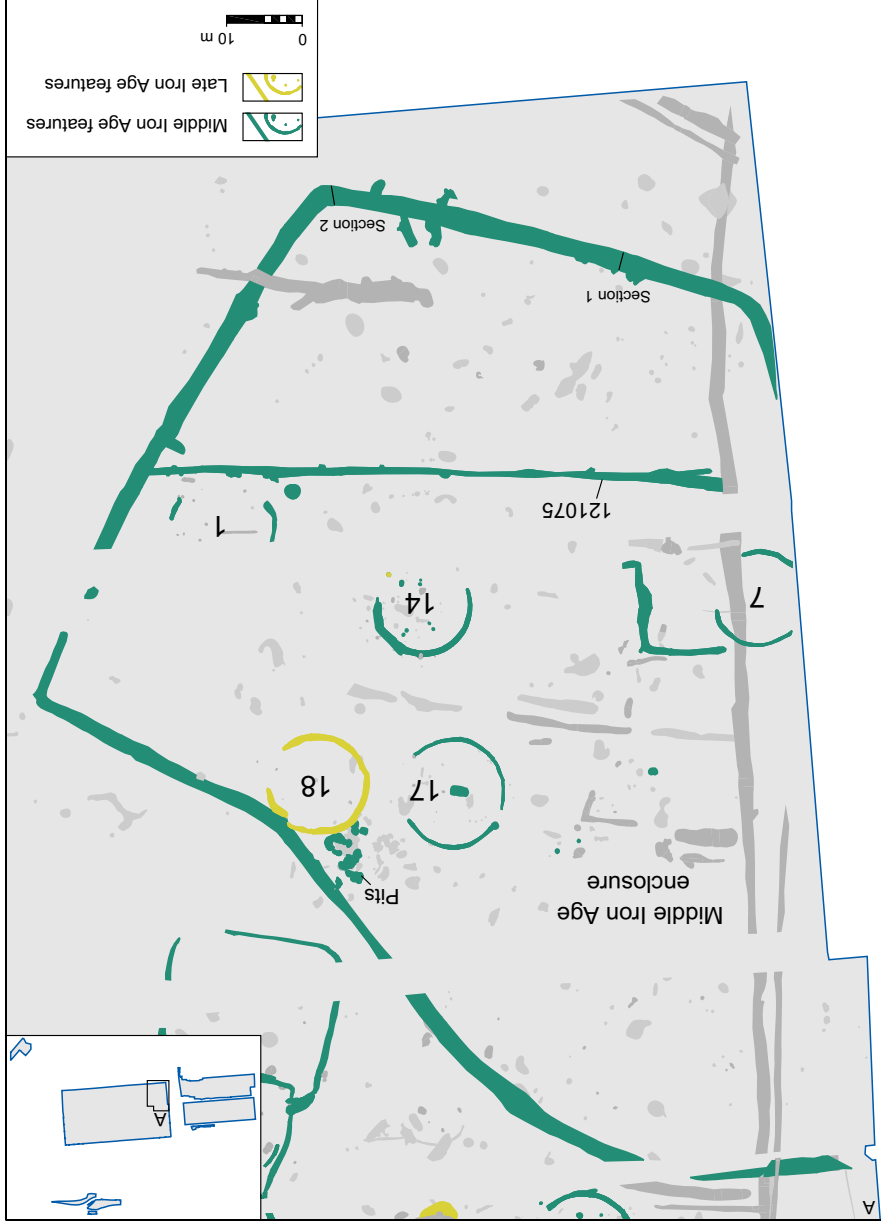 A
A
Pits
Middle Iron Age
enclosure
17
18
14
7
1
121075
Section 1
Section 2
Middle Iron Age features
Late Iron Age features
0
10 m